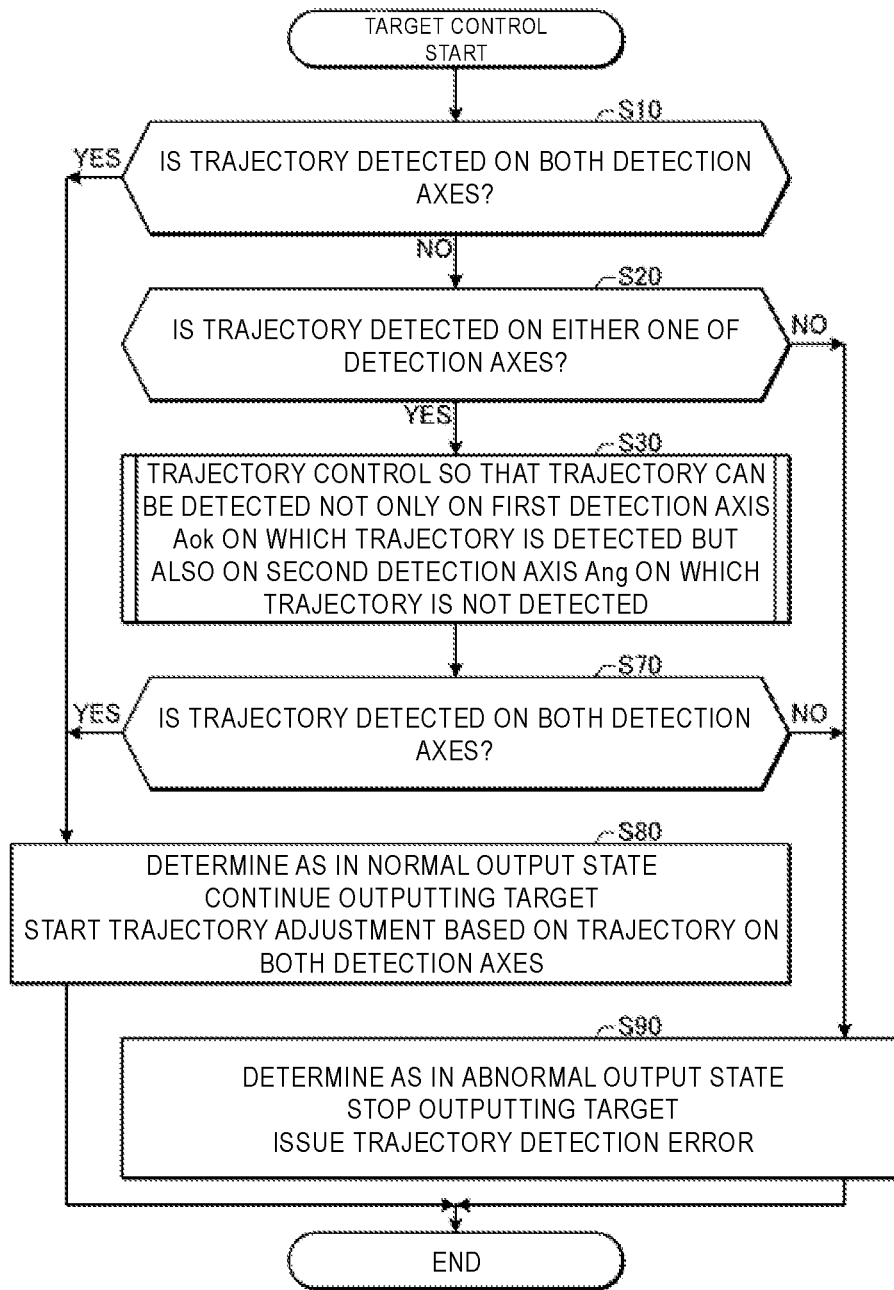 TARGET CONTROL
START
S10
YES
IS TRAJECTORY DETECTED ON BOTH DETECTION
AXES?
NO
S20
IS TRAJECTORY DETECTED ON EITHER ONE OF
DETECTION AXES?
NO
YES
S30
TRAJECTORY CONTROL SO THAT TRAJECTORY CAN
BE DETECTED NOT ONLY ON FIRST DETECTION AXIS
Aok ON WHICH TRAJECTORY IS DETECTED BUT
ALSO ON SECOND DETECTION AXIS Ang ON WHICH
TRAJECTORY IS NOT DETECTED
S70
YES
IS TRAJECTORY DETECTED ON BOTH DETECTION
AXES?
NO
S80
DETERMINE AS IN NORMAL OUTPUT STATE
CONTINUE OUTPUTTING TARGET
START TRAJECTORY ADJUSTMENT BASED ON TRAJECTORY ON
BOTH DETECTION AXES
S90
DETERMINE AS IN ABNORMAL OUTPUT STATE
STOP OUTPUTTING TARGET
ISSUE TRAJECTORY DETECTION ERROR
END